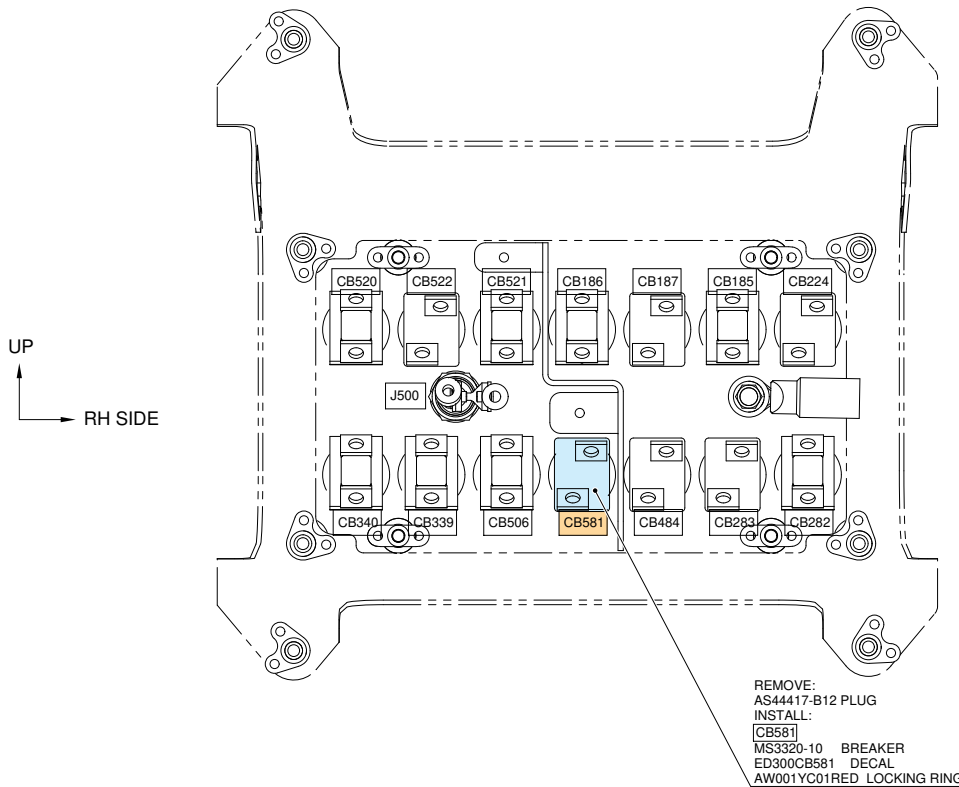 CB520 CB522 CB521 CB186 CB187 CB185 CB224
UP
RH SIDE
J500
CB340 CB339 CB506 CB581 CB484 CB283 CB282
REMOVE:
AS44417-B12 PLUG
INSTALL:
CB581
MS3320-10 BREAKER
ED300CB581 DECAL
AW001YC01RED LOCKING RING